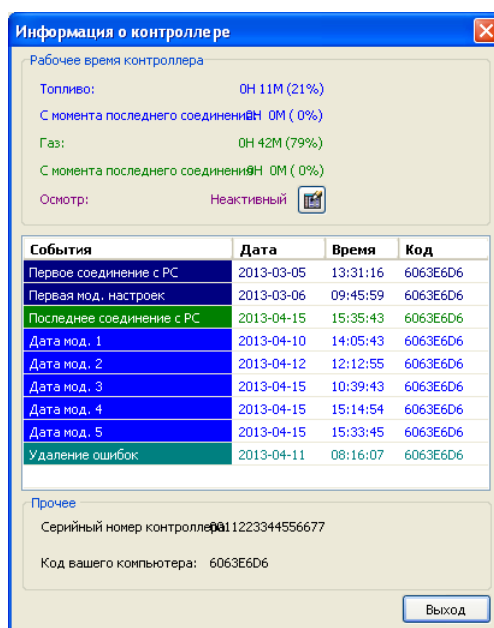 Информация о контроллере
Рабочее время контроллера
Топливо: 0H 11M (21%)
С момента последнего соединения 0H 0M ( 0%)
Газ: 0H 42M (79%)
С момента последнего соединения 0H 0M ( 0%)
Осмотр: Неактивный
События Дата Время Код
Первое соединение с PC 2013-03-05 13:31:16 6063E6D6
Первая мод. настроек 2013-03-06 09:45:59 6063E6D6
Последнее соединение с PC 2013-04-15 15:35:43 6063E6D6
Дата мод. 1 2013-04-10 14:05:43 6063E6D6
Дата мод. 2 2013-04-12 12:12:55 6063E6D6
Дата мод. 3 2013-04-15 10:39:43 6063E6D6
Дата мод. 4 2013-04-15 15:14:54 6063E6D6
Дата мод. 5 2013-04-15 15:33:45 6063E6D6
Удаление ошибок 2013-04-11 08:16:07 6063E6D6
Прочее
Серийный номер контроллера: 0011223344556677
Код вашего компьютера: 6063E6D6
Выход